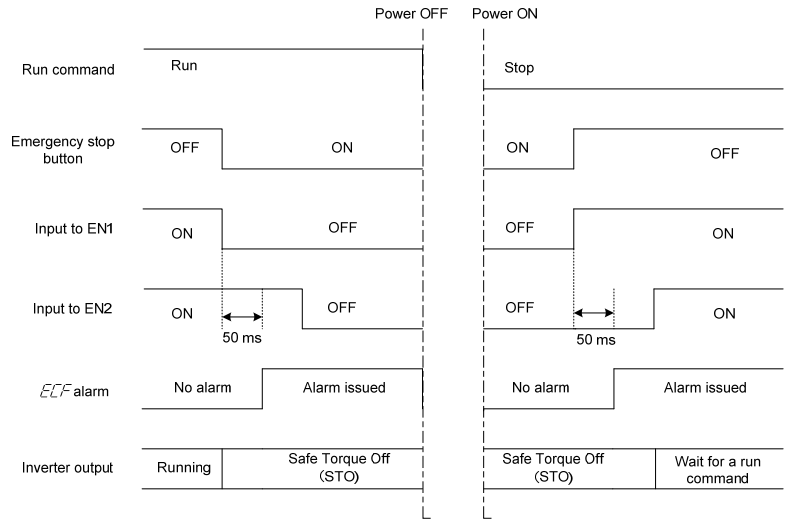 Power OFF Power ON
Run command Run Stop
Emergency stop
button
OFF ON ON OFF
Input to EN1 ON OFF OFF ON
Input to EN2 ON OFF OFF ON
50 ms 50 ms
ECF alarm No alarm Alarm issued No alarm Alarm issued
Inverter output Running
Safe Torque Off
(STO)
Safe Torque Off
(STO)
Wait for a run
command